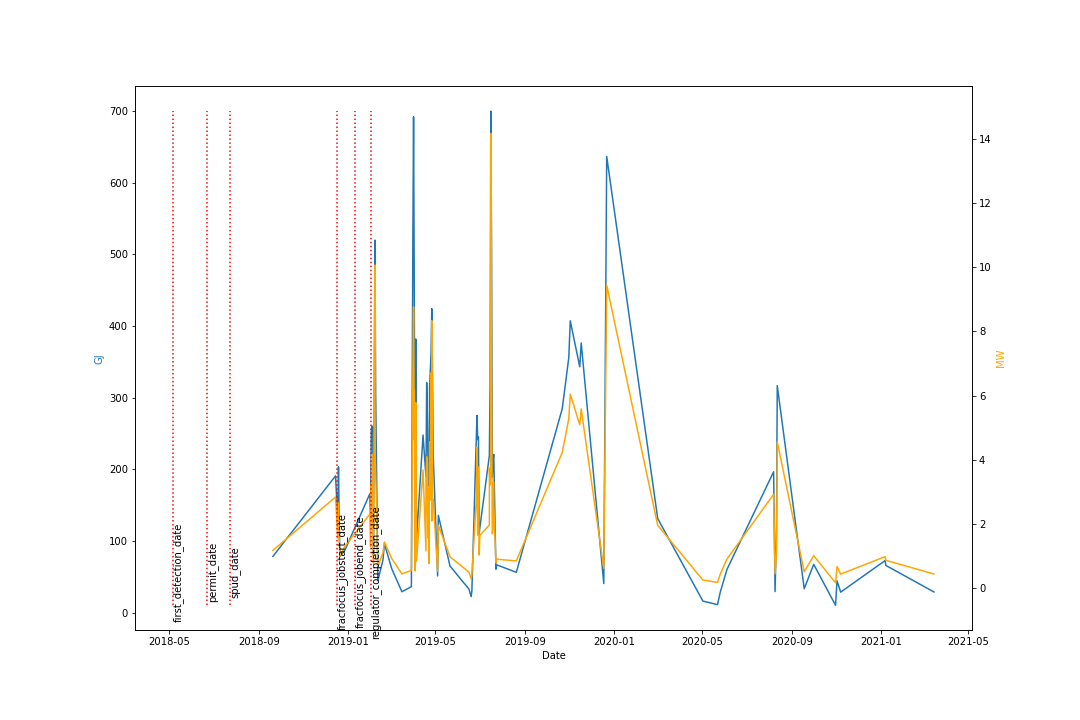 700
600
500
400
300
200
100
0
GJ
14
12
10
8
6
4
2
0
MW
first_detection_date
permit_date
spud_date
fracfocus_jobstart_date
fracfocus_jobend_date
regulator_completion_date
2018-05
2018-09
2019-01
2019-05
2019-09
2020-01
2020-05
2020-09
2021-01
2021-05
Date